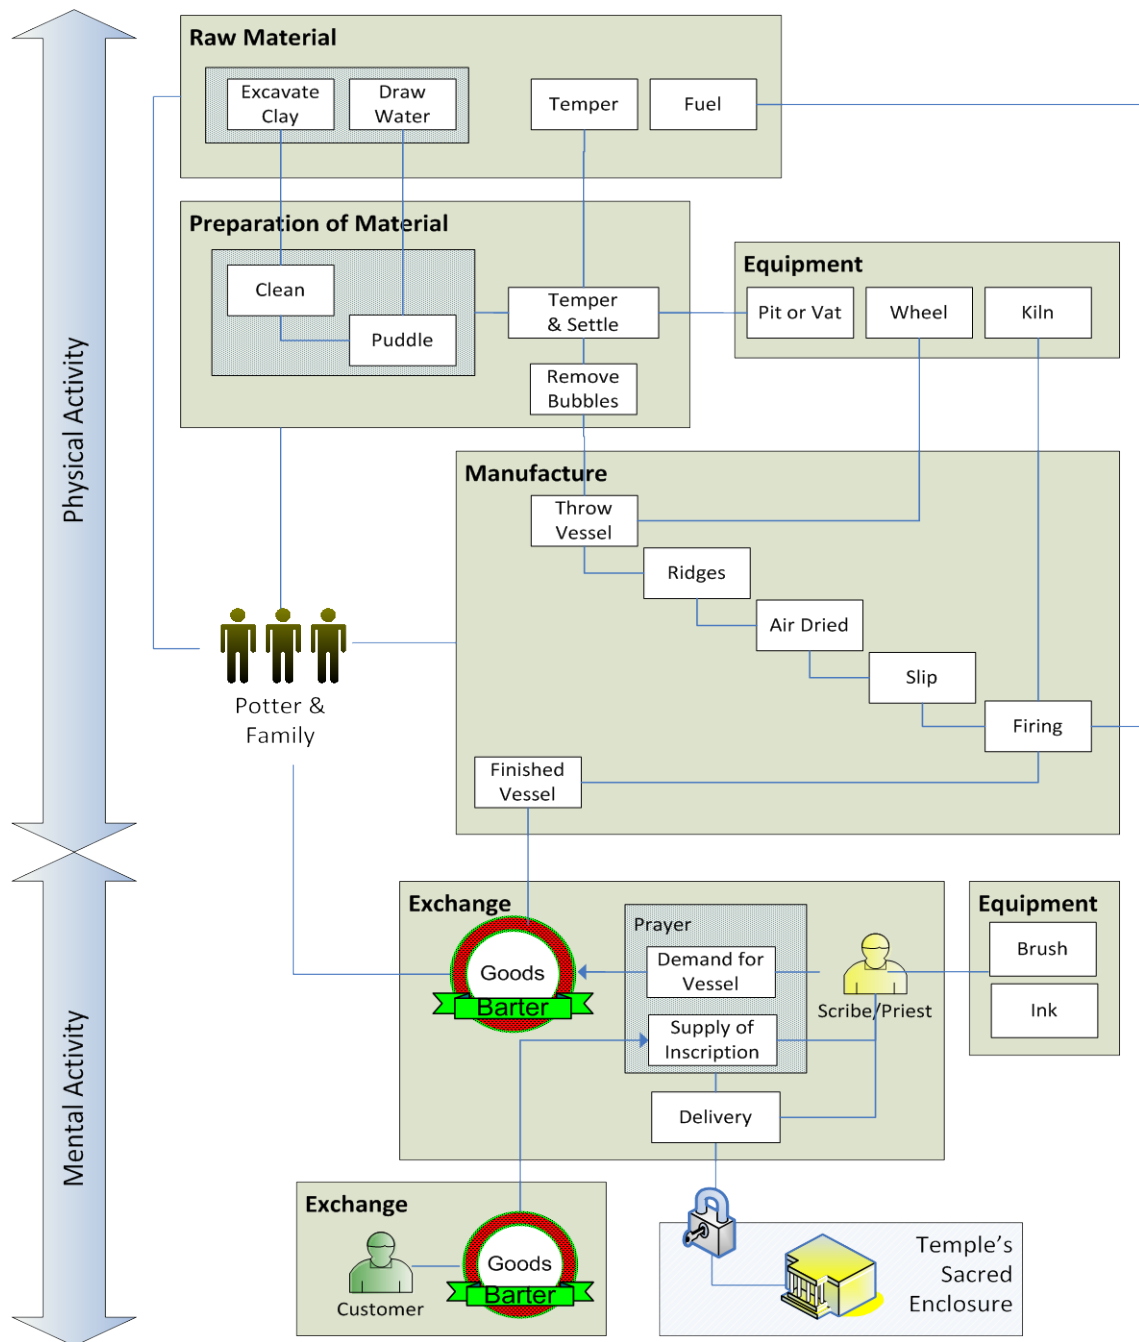 Raw Material
Excavate
Clay
Draw
Water
Temper
Fuel
Preparation of Material
Clean
Puddle
Temper
& Settle
Remove
Bubbles
Equipment
Pit or Vat
Wheel
Kiln
Physical Activity
Manufacture
Throw
Vessel
Ridges
Air Dried
Slip
Firing
Finished
Vessel
Potter &
Family
Mental Activity
Exchange
Goods
Barter
Prayer
Demand for
Vessel
Supply of
Inscription
Scribe/Priest
Delivery
Equipment
Brush
Ink
Exchange
Customer
Goods
Barter
Temple's
Sacred
Enclosure